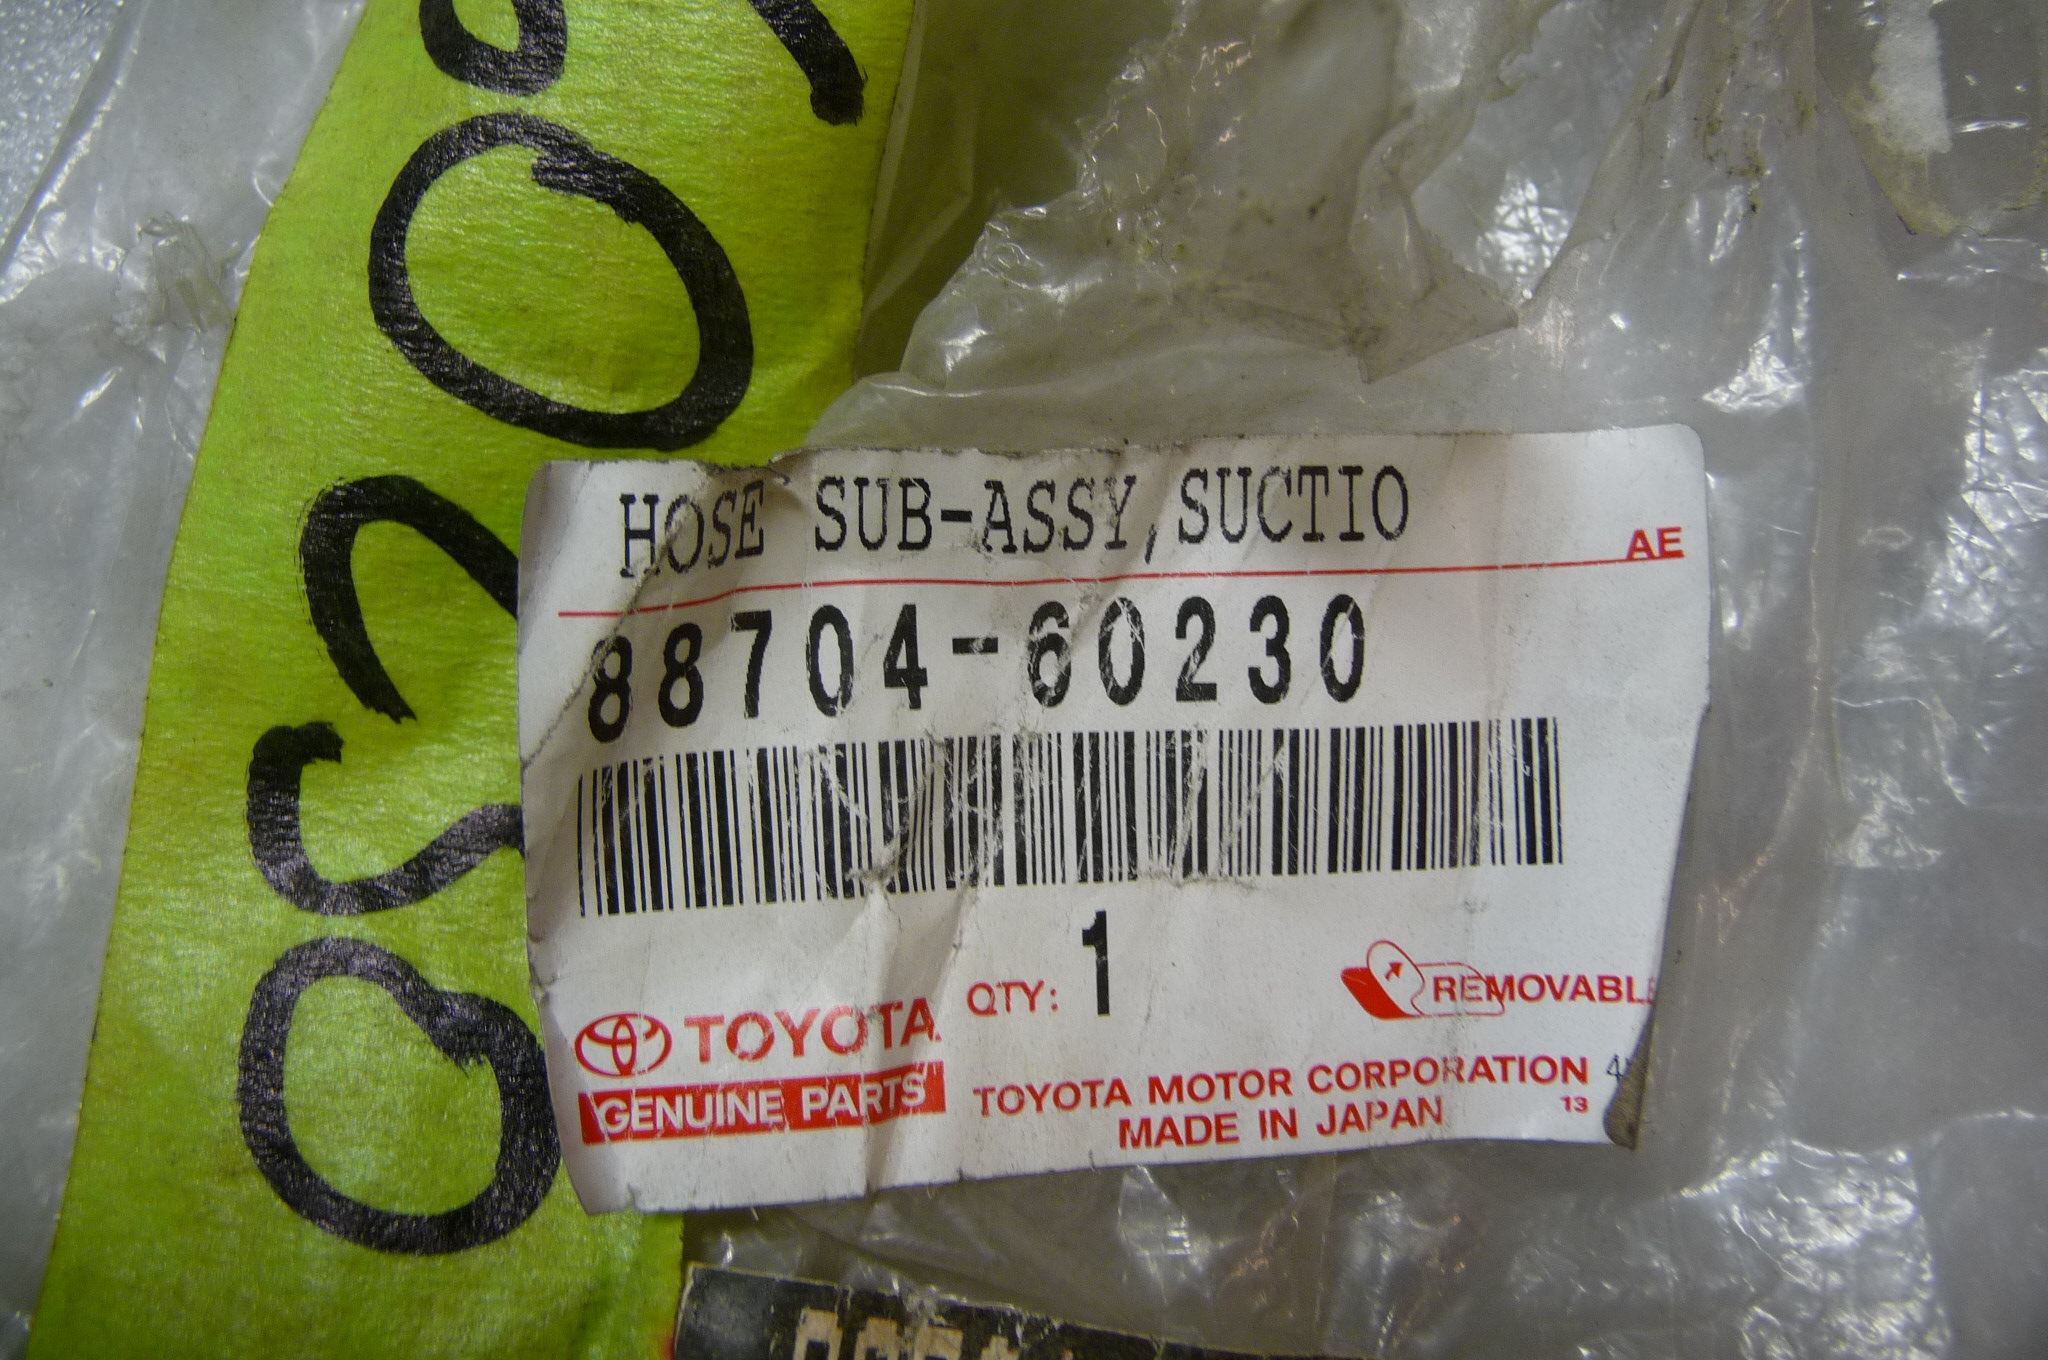 HOSE SUB-ASSY,SUCTIO
AE
88704-60230
QTY: 1
REMOVABLE
TOYOTA
GENUINE PARTS
TOYOTA MOTOR CORPORATION
13
MADE IN JAPAN